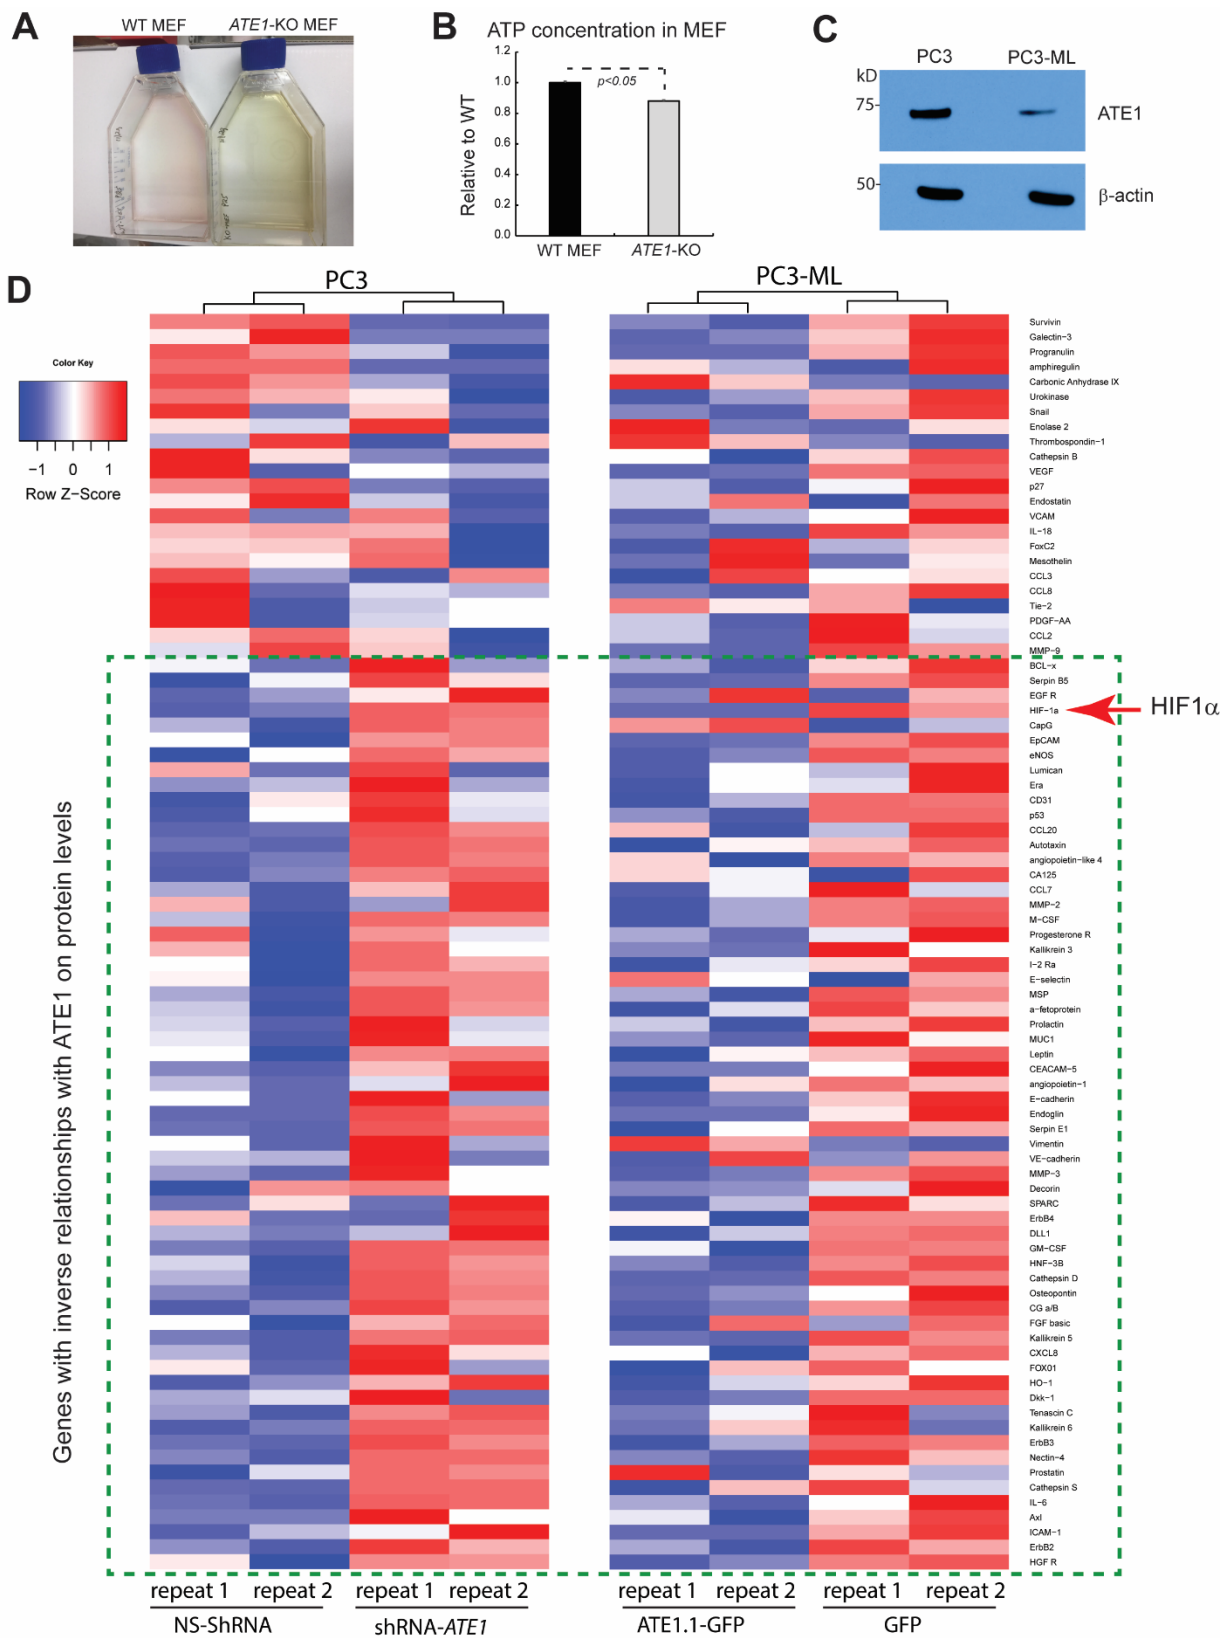 A
WT MEF ATE1-KO MEF
B
ATP concentration in MEF
Relative to WT
1.2
1.0
0.8
0.6
0.4
0.2
0.0
p<0.05
WT MEF ATE1-KO
C
PC3 PC3-ML
kD
75-
ATE1
50-
β-actin
D
PC3
PC3-ML
Color Key
−1 0 1
Row Z−Score
Survivin
Galectin−3
Progranulin
amphiregulin
Carbonic Anhydrase IX
Urokinase
Snail
Enolase 2
Thrombospondin−1
Cathepsin B
VEGF
p27
Endostatin
VCAM
IL−18
FoxC2
Mesothelin
CCL3
CCL8
Tie−2
PDGF−AA
CCL2
MMP−9
BCL−x
Serpin B5
EGF R
HIF−1a
HIF1α
CapG
EpCAM
eNOS
Lumican
Era
CD31
p53
CCL20
Autotaxin
angiopoietin−like 4
CA125
CCL7
MMP−2
M−CSF
Progesterone R
Kallikrein 3
l−2 Ra
E−selectin
MSP
a−fetoprotein
Prolactin
MUC1
Leptin
CEACAM−5
angiopoietin−1
E−cadherin
Endoglin
Serpin E1
Vimentin
VE−cadherin
MMP−3
Decorin
SPARC
ErbB4
DLL1
GM−CSF
HNF−3B
Cathepsin D
Osteopontin
CG a/B
FGF basic
Kallikrein 5
CXCL8
FOX01
HO−1
Dkk−1
Tenascin C
Kallikrein 6
ErbB3
Nectin−4
Prostatin
Cathepsin S
IL−6
Axl
ICAM−1
ErbB2
HGF R
Genes with inverse relationships with ATE1 on protein levels
repeat 1 repeat 2 repeat 1 repeat 2 repeat 1 repeat 2 repeat 1 repeat 2
NS-ShRNA shRNA-ATE1 ATE1.1-GFP GFP